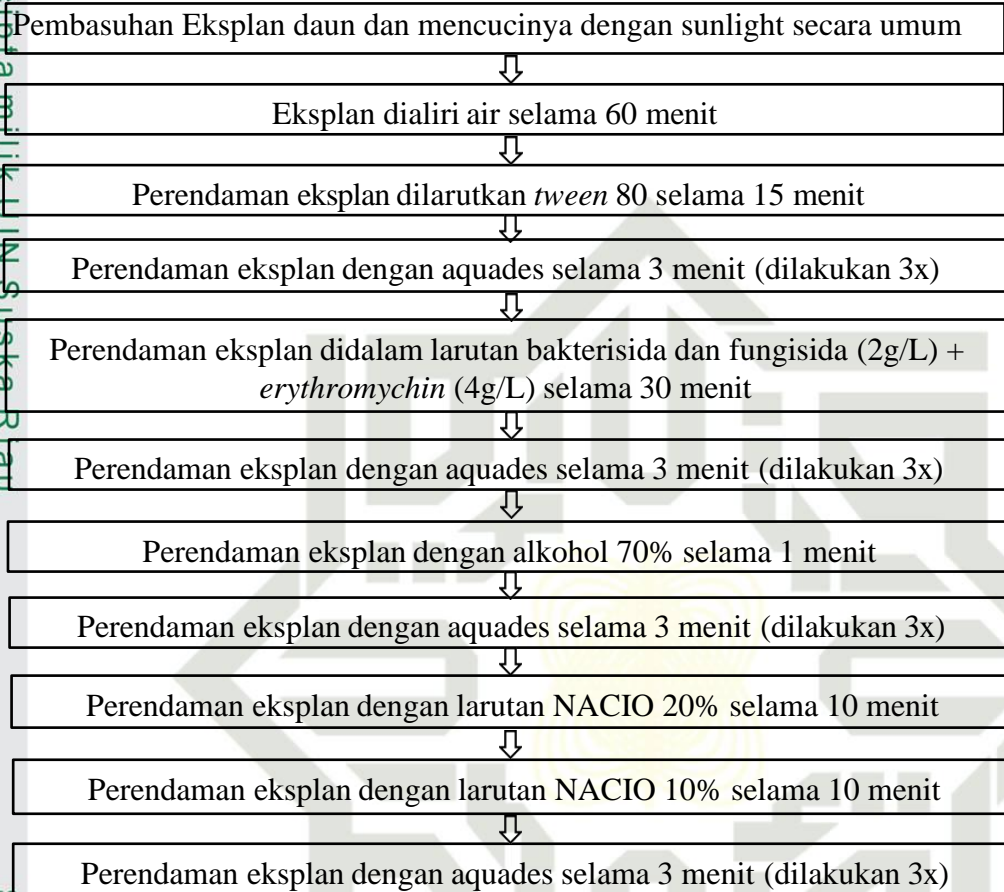 Pembasuhan Eksplan daun dan mencucinya dengan sunlight secara umum
Eksplan dialiri air selama 60 menit
Perendaman eksplan dilarutkan tween 80 selama 15 menit
Perendaman eksplan dengan aquades selama 3 menit (dilakukan 3x)
Perendaman eksplan didalam larutan bakterisida dan fungisida (2g/L) +
erythromychin (4g/L) selama 30 menit
Perendaman eksplan dengan aquades selama 3 menit (dilakukan 3x)
Perendaman eksplan dengan alkohol 70% selama 1 menit
Perendaman eksplan dengan aquades selama 3 menit (dilakukan 3x)
Perendaman eksplan dengan larutan NACIO 20% selama 10 menit
Perendaman eksplan dengan larutan NACIO 10% selama 10 menit
Perendaman eksplan dengan aquades selama 3 menit (dilakukan 3x)
milik UIN Suska Riau